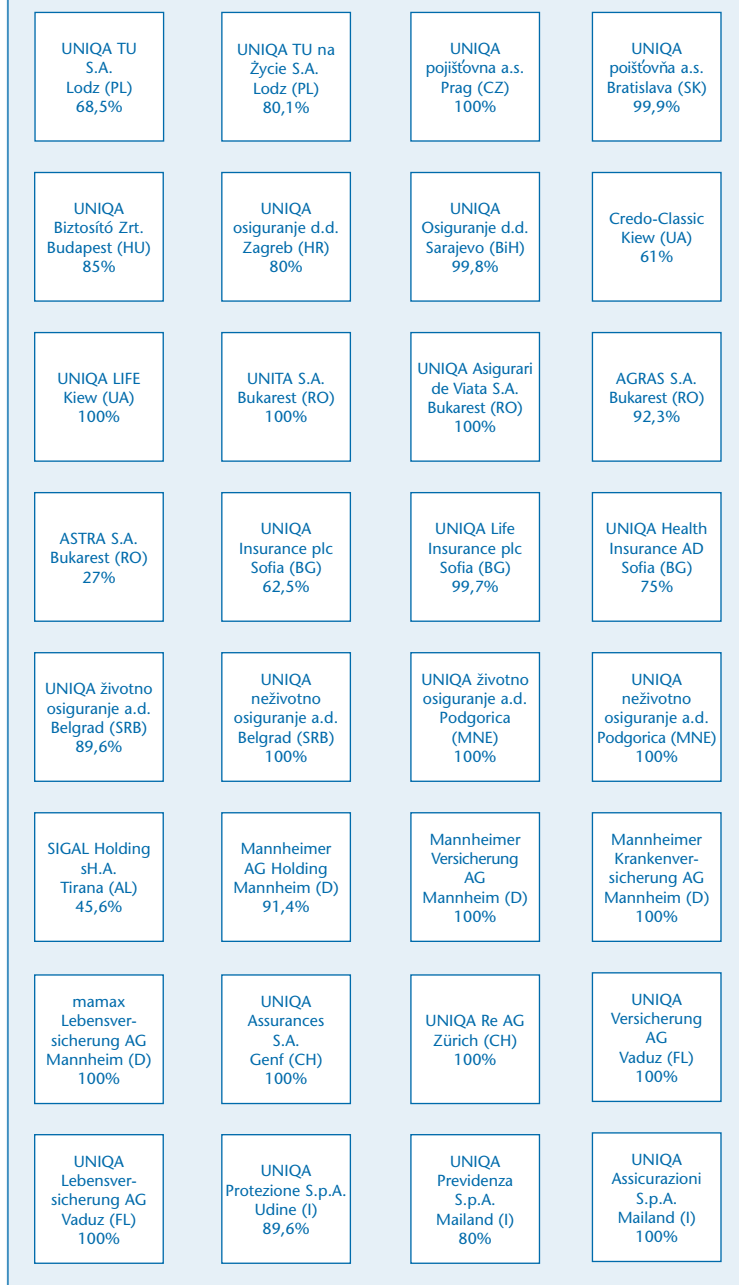 UNIQA TU
S.A.
Lodz (PL)
68,5%
UNIQA TU na
Życie S.A.
Lodz (PL)
80,1%
UNIQA
pojišťovna a.s.
Prag (CZ)
100%
UNIQA
poišťovňa a.s.
Bratislava (SK)
99,9%
UNIQA
Biztosító Zrt.
Budapest (HU)
85%
UNIQA
osiguranje d.d.
Zagreb (HR)
80%
UNIQA
Osiguranje d.d.
Sarajevo (BiH)
99,8%
Credo-Classic
Kiew (UA)
61%
UNIQA LIFE
Kiew (UA)
100%
UNITA S.A.
Bukarest (RO)
100%
UNIQA Asigurari
de Viata S.A.
Bukarest (RO)
100%
AGRAS S.A.
Bukarest (RO)
92,3%
ASTRA S.A.
Bukarest (RO)
27%
UNIQA
Insurance plc
Sofia (BG)
62,5%
UNIQA Life
Insurance plc
Sofia (BG)
99,7%
UNIQA Health
Insurance AD
Sofia (BG)
75%
UNIQA životno
osiguranje a.d.
Belgrad (SRB)
89,6%
UNIQA
neživotno
osiguranje a.d.
Belgrad (SRB)
100%
UNIQA životno
osiguranje a.d.
Podgorica
(MNE)
100%
UNIQA
neživotno
osiguranje a.d.
Podgorica (MNE)
100%
SIGAL Holding
sH.A.
Tirana (AL)
45,6%
Mannheimer
AG Holding
Mannheim (D)
91,4%
Mannheimer
Versicherung
AG
Mannheim (D)
100%
Mannheimer
Krankenver-
sicherung AG
Mannheim (D)
100%
mamax
Lebensver-
sicherung AG
Mannheim (D)
100%
UNIQA
Assurances
S.A.
Genf (CH)
100%
UNIQA Re AG
Zürich (CH)
100%
UNIQA
Versicherung
AG
Vaduz (FL)
100%
UNIQA
Lebensver-
sicherung AG
Vaduz (FL)
100%
UNIQA
Protezione S.p.A.
Udine (I)
89,6%
UNIQA
Previdenza
S.p.A.
Mailand (I)
80%
UNIQA
Assicurazioni
S.p.A.
Mailand (I)
100%